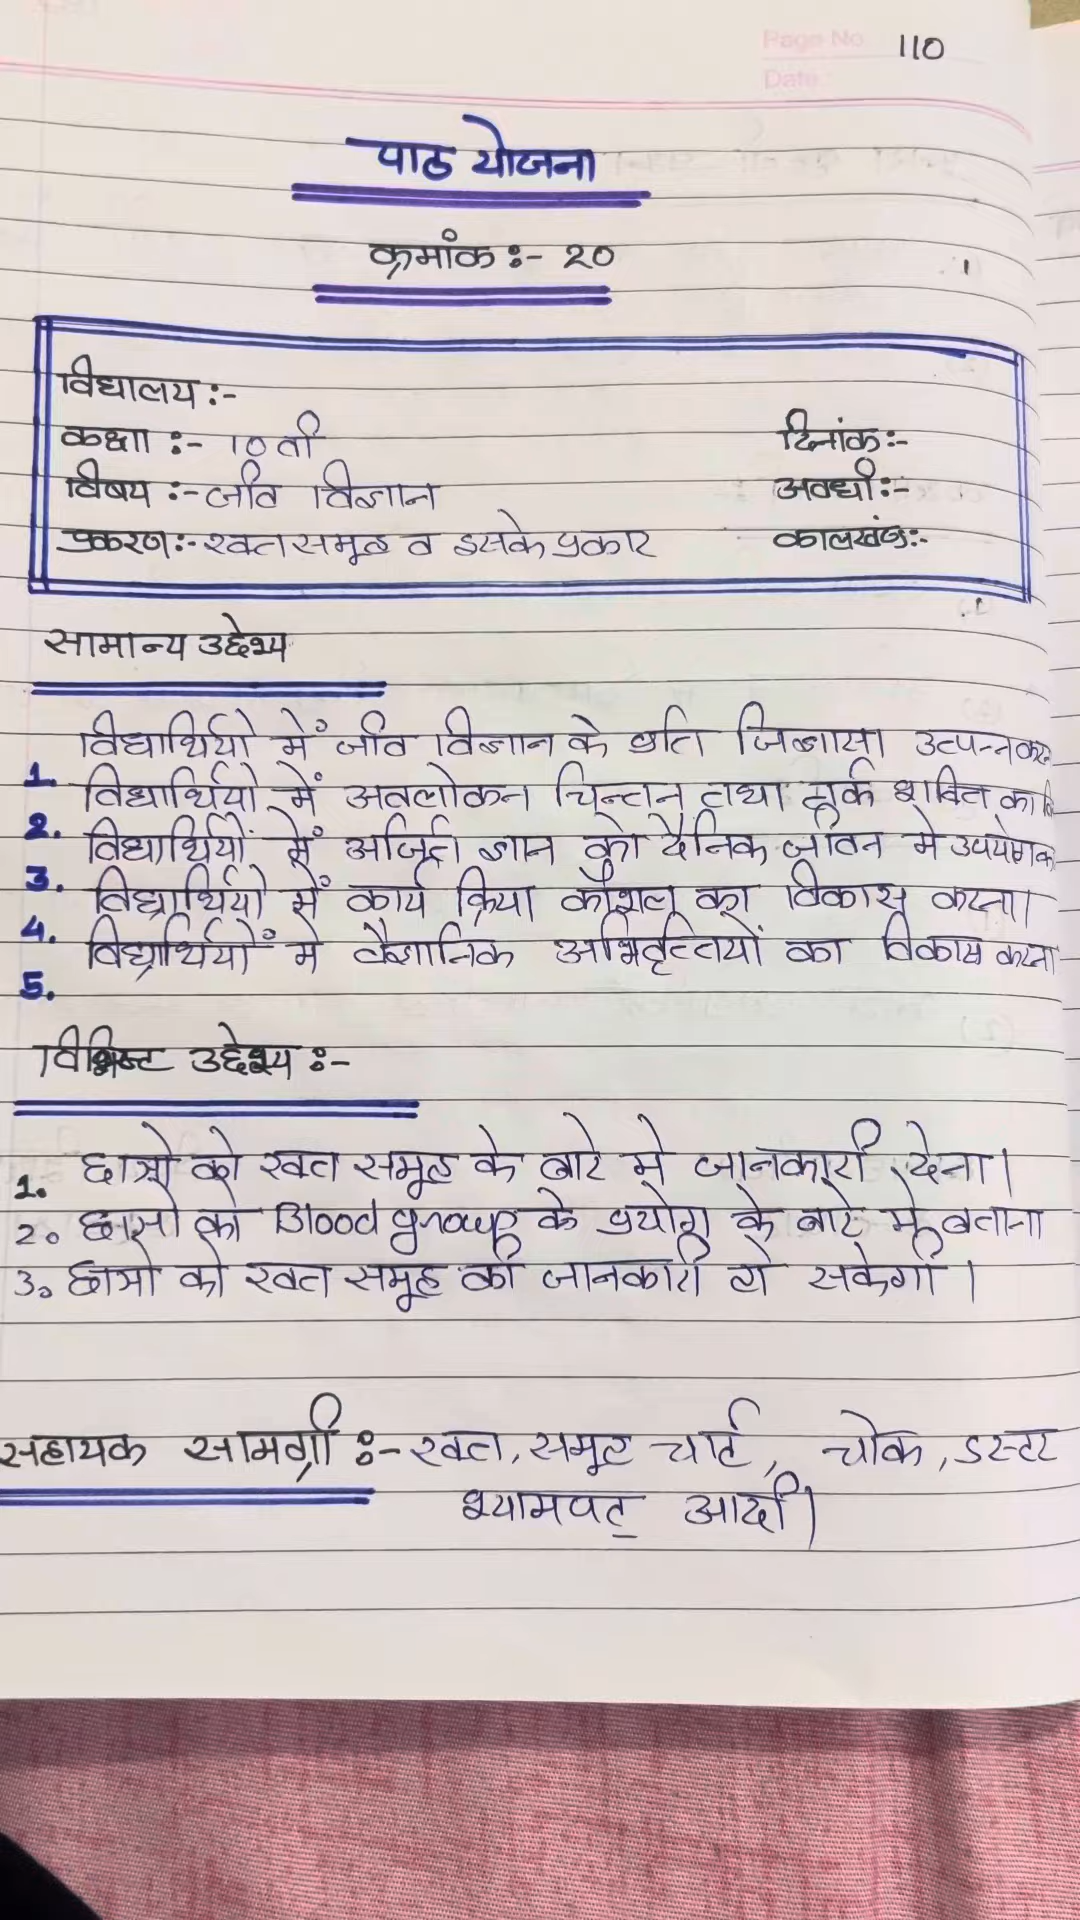 Page No. 110
Date
पाठ योजना
क्रमांक :- 20
विद्यालय :-
कक्षा :- 10 वी दिनांक:-
विषय :- जीव विज्ञान अवधी:-
प्रकरण:- रक्त समूह व इसके प्रकार कालखंड:-
सामान्य उद्देश्य
1. विद्यार्थियो में जीव विज्ञान के प्रति जिज्ञासा उत्पन्न
2. विद्यार्थियो में अवलोकन चिन्तन तथा तर्क शक्ति का
3. विद्यार्थियों में अर्जित ज्ञान को दैनिक जीवन मे उपयोग
4. विद्यार्थियो में कार्य क्रिया कौशल का विकास करना।
5. विद्यार्थियों मे वैज्ञानिक अभिवृत्तियों का विकास करना
विशिष्ट उद्देश्य :-
1. छात्रो को रक्त समूह के बारे मे जानकारी देना।
2. छात्रो को Blood group के प्रयोग के बारे मे बताना
3. छात्रो को रक्त समूह की जानकारी हो सकेगी।
सहायक सामग्री :- रक्त, समूह चार्ट, चोक, डस्टर
श्यामपट् आदी।